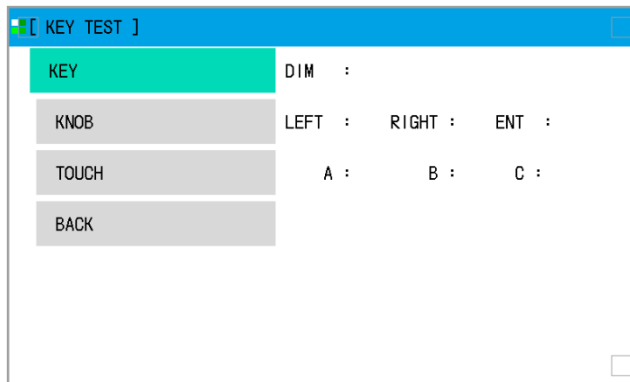 [ KEY TEST ]
KEY DIM :
KNOB LEFT : RIGHT : ENT :
TOUCH A : B : C :
BACK